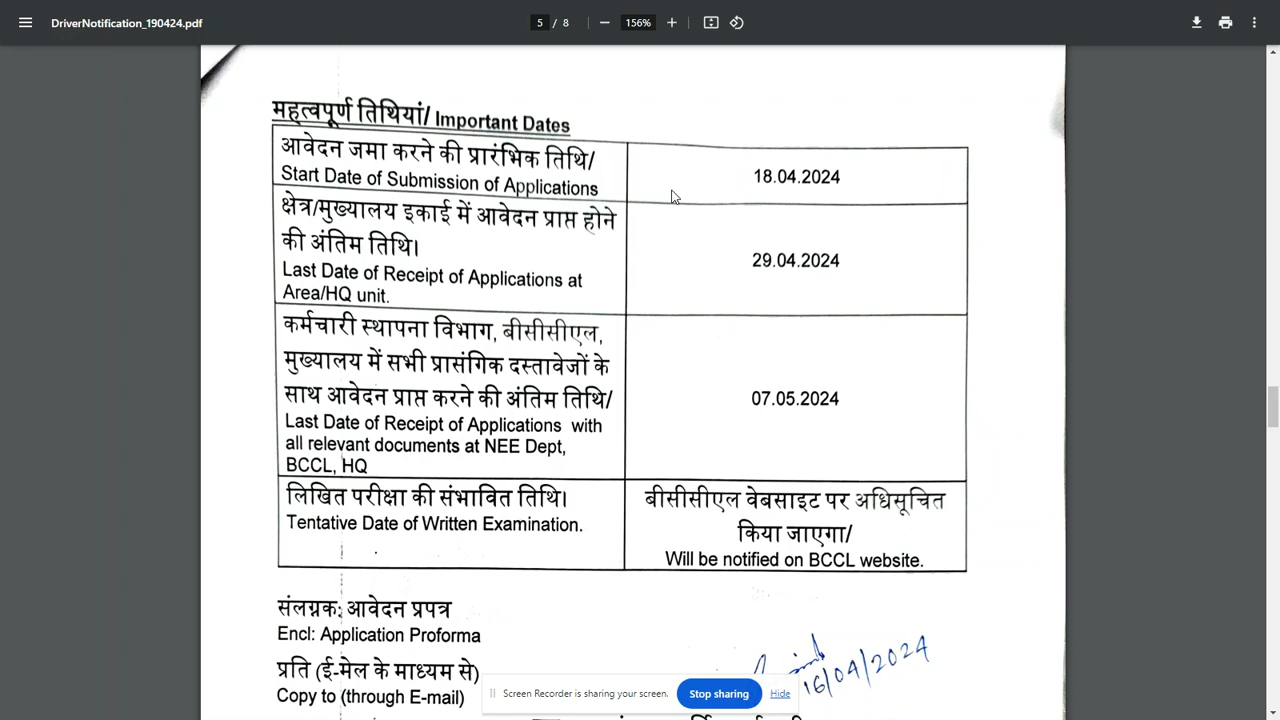 DriverNotification_190424.pdf
5 / 8
156%
महत्वपूर्ण तिथियां/ Important Dates
आवेदन जमा करने की प्रारंभिक तिथि/
Start Date of Submission of Applications
18.04.2024
क्षेत्र/मुख्यालय इकाई में आवेदन प्राप्त होने
की अंतिम तिथि।
Last Date of Receipt of Applications at
Area/HQ unit.
29.04.2024
कर्मचारी स्थापना विभाग, बीसीसीएल,
मुख्यालय में सभी प्रासंगिक दस्तावेजों के
साथ आवेदन प्राप्त करने की अंतिम तिथि/
Last Date of Receipt of Applications with
all relevant documents at NEE Dept,
BCCL, HQ
07.05.2024
लिखित परीक्षा की संभावित तिथि।
Tentative Date of Written Examination.
बीसीसीएल वेबसाइट पर अधिसूचित
किया जाएगा/
Will be notified on BCCL website.
संलग्नक: आवेदन प्रपत्र
Encl: Application Proforma
16/04/2024
प्रति (ई-मेल के माध्यम से)
Copy to (through E-mail)
Screen Recorder is sharing your screen.
Stop sharing
Hide